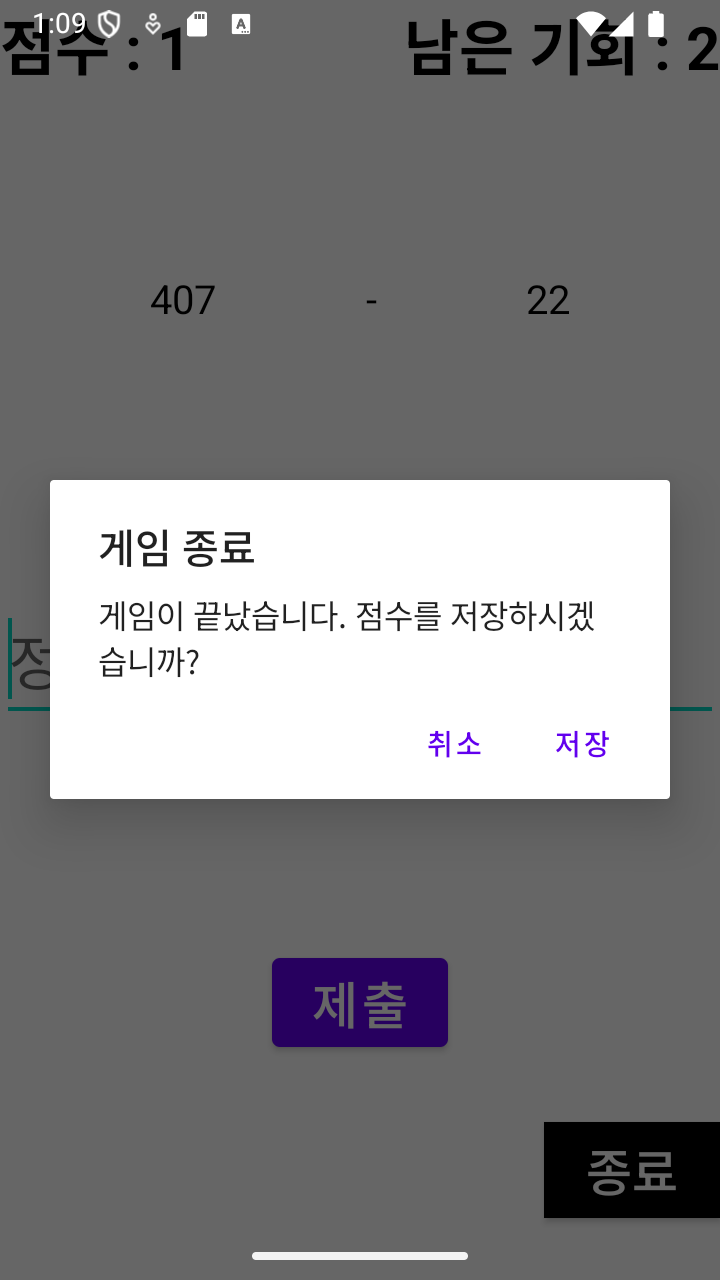 1:09
점수 : 1
남은 기회 : 2
407 - 22
게임 종료
게임이 끝났습니다. 점수를 저장하시겠
습니까?
정
취소 저장
제출
종료